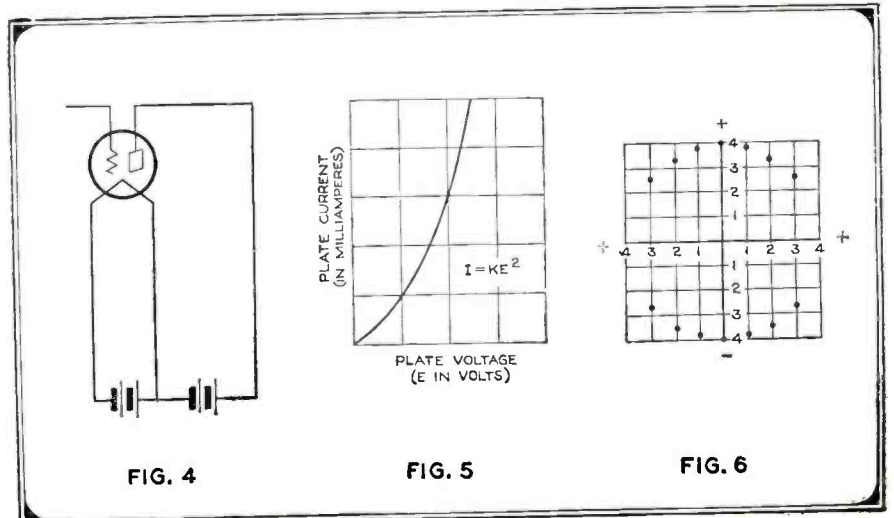 FIG. 4
PLATE CURRENT
(IN MILLIAMPERES)
I = KE²
PLATE VOLTAGE
(E IN VOLTS)
FIG. 5
+
4
3
2
1
÷ 4 3 2 1 1 2 3 4 +
1
2
3
4
−
FIG. 6